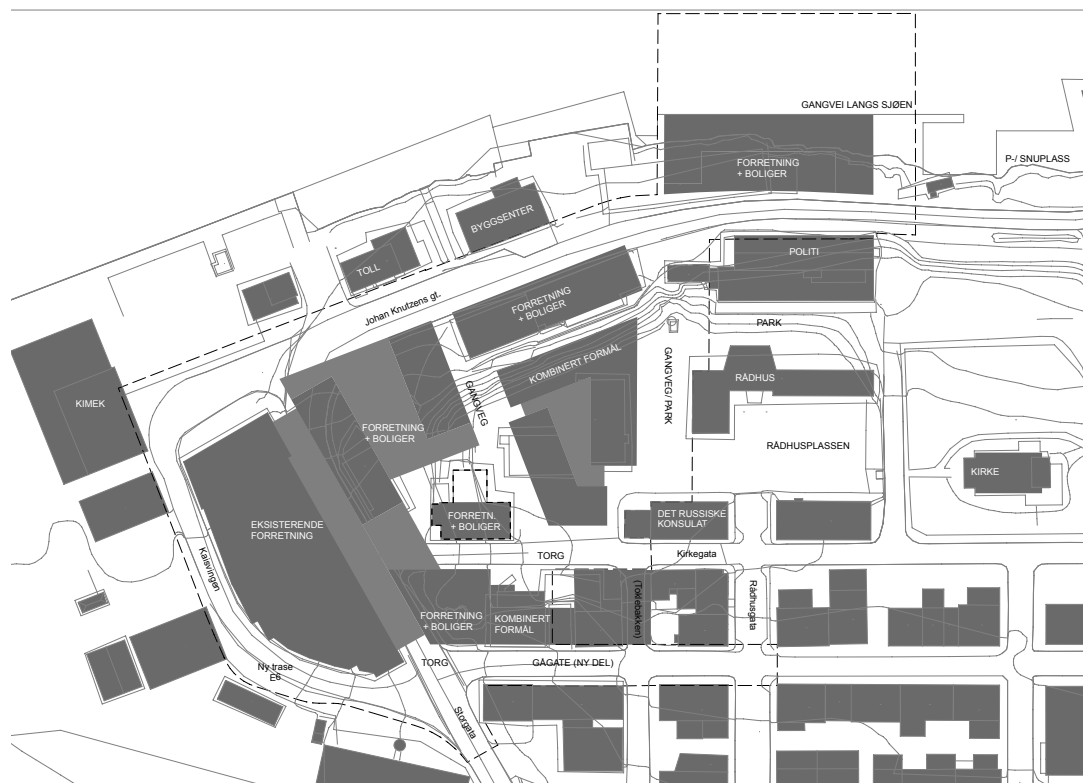 GANGVEI LANGS SJØEN
P-/ SNUPLASS
FORRETNING
+ BOLIGER
BYGGSENTER
TOLL
POLITI
Johan Knutzens gt.
FORRETNING
+ BOLIGER
PARK
KOMBINERT FORMÅL
GANGVEG/ PARK
RÅDHUS
KIMEK
GANGVEG
FORRETNING
+ BOLIGER
RÅDHUSPLASSEN
KIRKE
EKSISTERENDE
FORRETNING
FORRETN.
+ BOLIGER
DET RUSSISKE
KONSULAT
Kalsvingen
TORG
Kirkegata
FORRETNING
+ BOLIGER
KOMBINERT
FORMÅL
(Toklebakken)
Rådhusgata
TORG
GÅGATE (NY DEL)
Ny trase
E6
Storgata